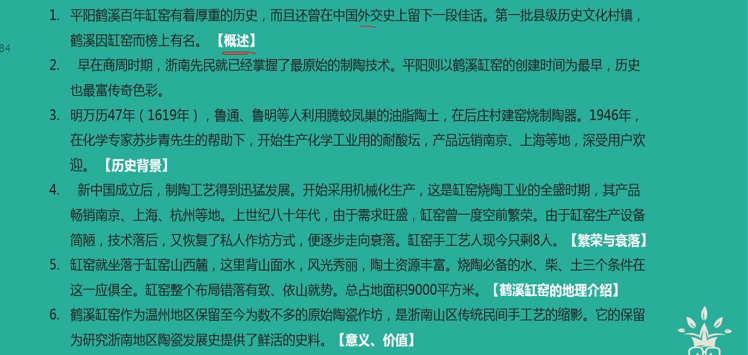 84
1. 平阳鹤溪百年缸窑有着厚重的历史，而且还曾在中国外交史上留下一段佳话。第一批县级历史文化村镇，
鹤溪因缸窑而榜上有名。【概述】
2. 早在商周时期，浙南先民就已经掌握了最原始的制陶技术。平阳则以鹤溪缸窑的创建时间为最早，历史
也最富传奇色彩。
3. 明万历47年（1619年），鲁通、鲁明等人利用腾蛟凤巢的油脂陶土，在后庄村建窑烧制陶器。1946年，
在化学专家苏步青先生的帮助下，开始生产化学工业用的耐酸坛，产品远销南京、上海等地，深受用户欢
迎。【历史背景】
4. 新中国成立后，制陶工艺得到迅猛发展。开始采用机械化生产，这是缸窑烧陶工业的全盛时期，其产品
畅销南京、上海、杭州等地。上世纪八十年代，由于需求旺盛，缸窑曾一度空前繁荣。由于缸窑生产设备
简陋，技术落后，又恢复了私人作坊方式，便逐步走向衰落。缸窑手工艺人现今只剩8人。【繁荣与衰落】
5. 缸窑就坐落于缸窑山西麓，这里背山面水，风光秀丽，陶土资源丰富。烧陶必备的水、柴、土三个条件在
这一应俱全。缸窑整个布局错落有致、依山就势。总占地面积9000平方米。【鹤溪缸窑的地理介绍】
6. 鹤溪缸窑作为温州地区保留至今为数不多的原始陶瓷作坊，是浙南山区传统民间手工艺的缩影。它的保留
为研究浙南地区陶瓷发展史提供了鲜活的史料。【意义、价值】